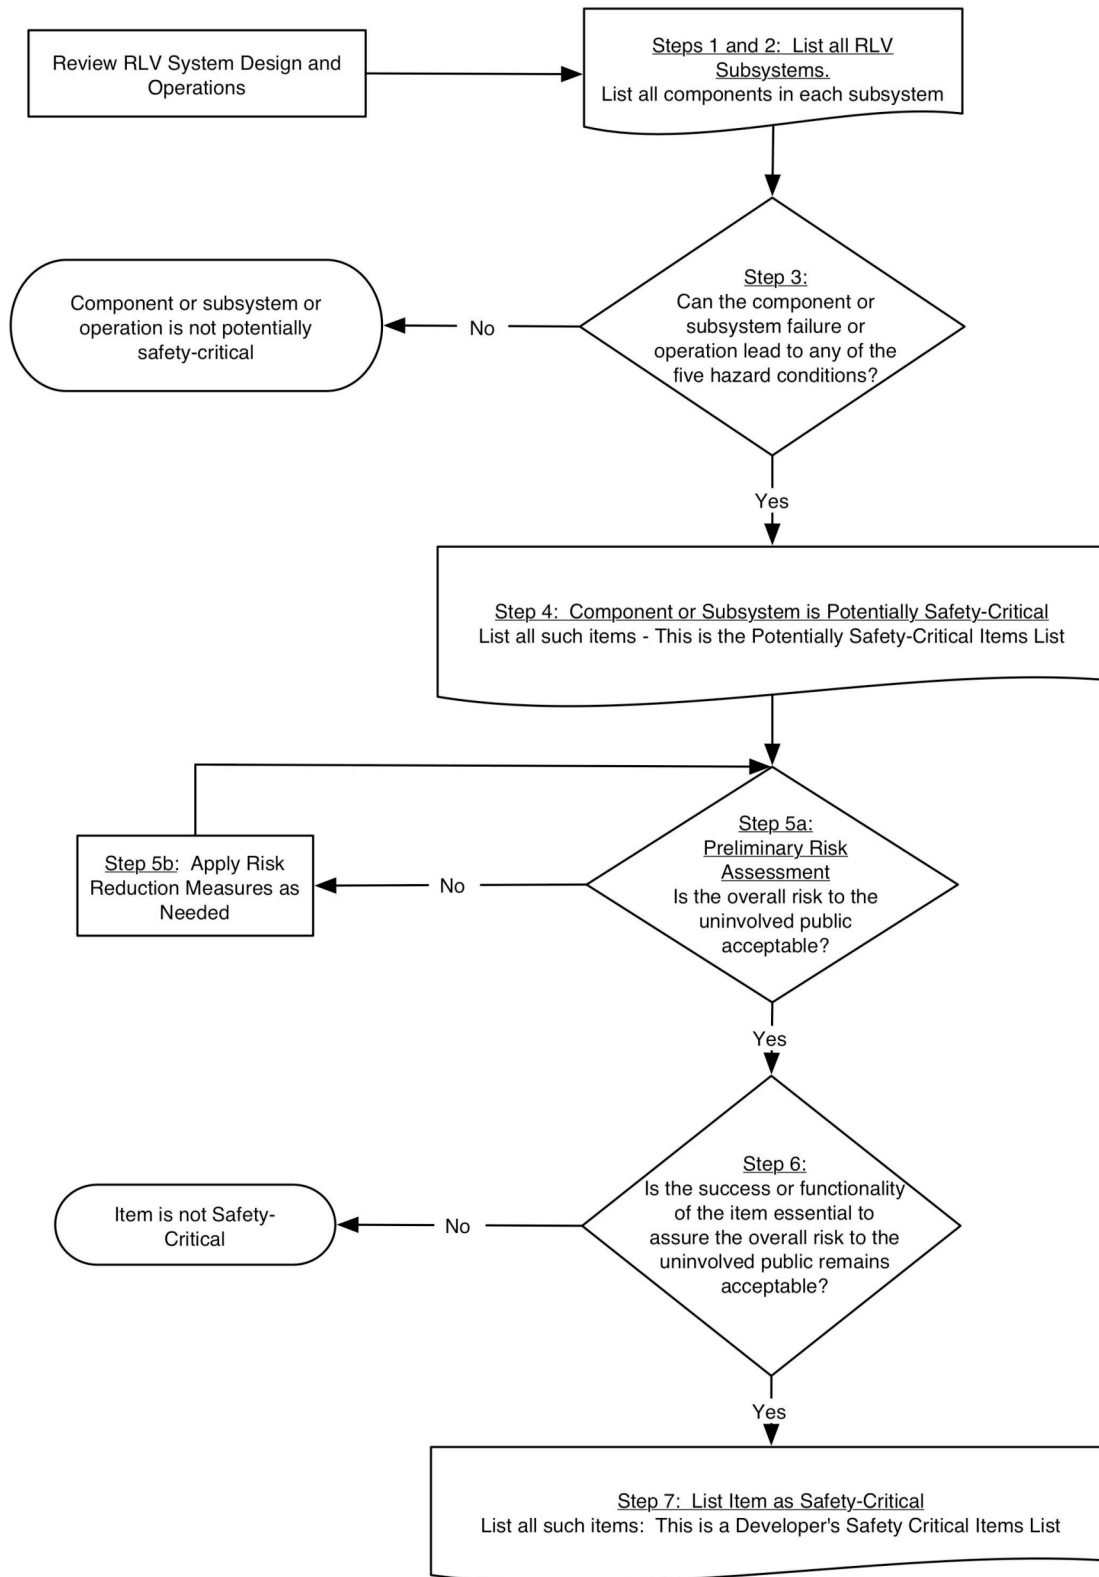 Review RLV System Design and
Operations
Steps 1 and 2:  List all RLV
Subsystems.
List all components in each subsystem
Step 3:
Can the component or
subsystem failure or
operation lead to any of the
five hazard conditions?
No
Component or subsystem or
operation is not potentially
safety-critical
Yes
Step 4:  Component or Subsystem is Potentially Safety-Critical
List all such items - This is the Potentially Safety-Critical Items List
Step 5a:
Preliminary Risk
Assessment
Is the overall risk to the
uninvolved public
acceptable?
No
Step 5b:  Apply Risk
Reduction Measures as
Needed
Yes
Step 6:
Is the success or functionality
of the item essential to
assure the overall risk to the
uninvolved public remains
acceptable?
No
Item is not Safety-
Critical
Yes
Step 7:  List Item as Safety-Critical
List all such items:  This is a Developer's Safety Critical Items List